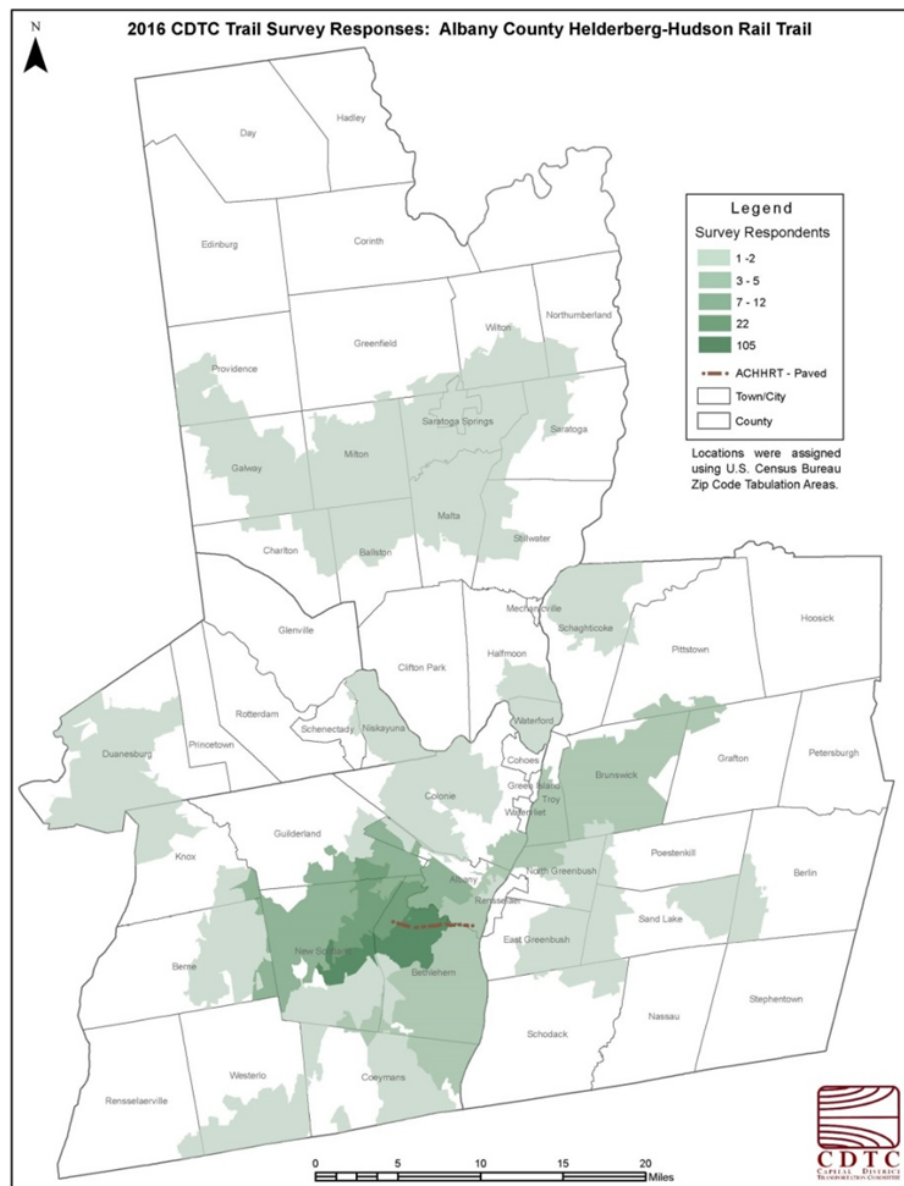 2016 CDTC Trail Survey Responses: Albany County Helderberg-Hudson Rail Trail
N
Hadley
Day
Edinburg
Corinth
Legend
Survey Respondents
1 -2
3 - 5
7 - 12
22
105
ACHHRT - Paved
Town/City
County
Locations were assigned
using U.S. Census Bureau
Zip Code Tabulation Areas.
Northumberland
Wilton
Greenfield
Providence
Saratoga Springs
Saratoga
Milton
Galway
Malta
Stillwater
Charlton
Ballston
Mechanicville
Schaghticoke
Hoosick
Glenville
Pittstown
Halfmoon
Clifton Park
Rotterdam
Waterford
Schenectady
Niskayuna
Duanesburg
Princetown
Petersburgh
Cohoes
Grafton
Brunswick
Green Island
Colonie
Troy
Watervliet
Guilderland
Knox
Poestenkill
North Greenbush
Berlin
Albany
Rensselaer
Sand Lake
East Greenbush
New Scotland
Berne
Bethlehem
Stephentown
Nassau
Schodack
Westerlo
Coeymans
Rensselaerville
0 5 10 15 20
Miles
CDTC
CAPITAL DISTRICT
TRANSPORTATION COMMITTEE